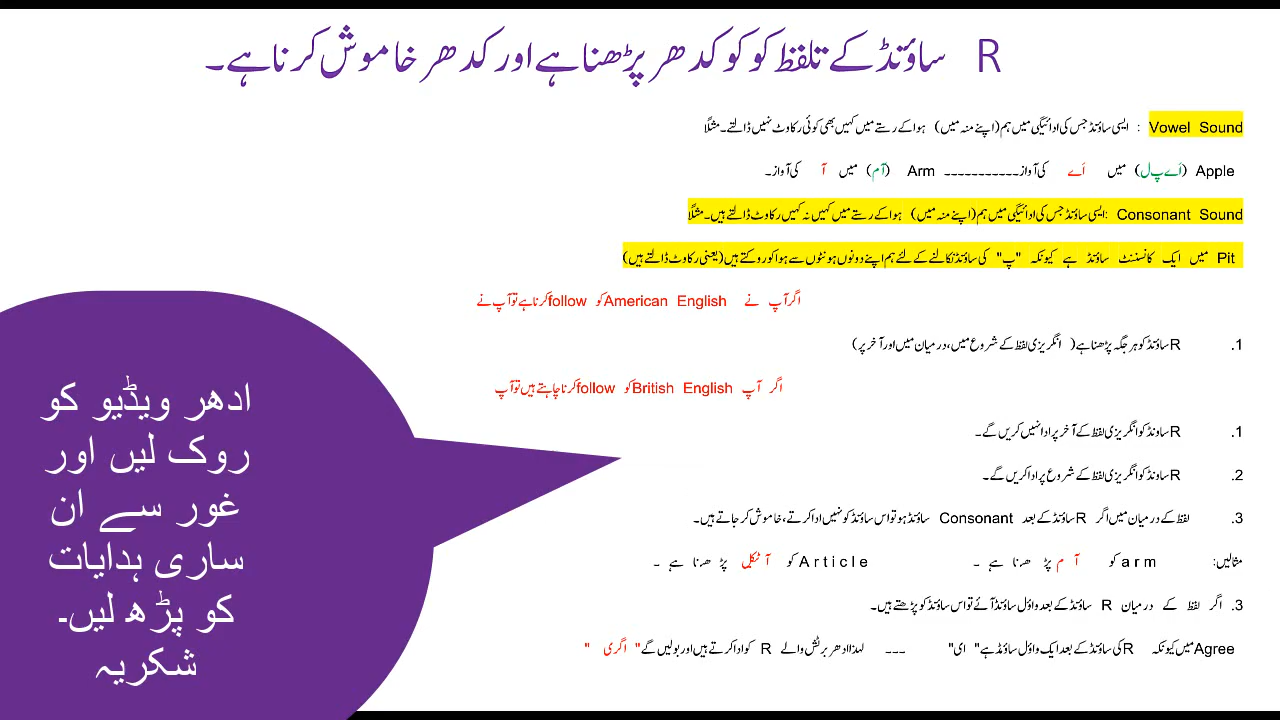 R ساؤنڈ کے تلفظ کو کو کدھر پڑھنا ہے اور کدھر خاموش کرنا ہے۔
Vowel Sound : ایسی ساؤنڈ جس کی ادائیگی میں ہم (اپنے منہ میں) ہوا کے رستے میں کہیں بھی کوئی رکاوٹ نہیں ڈالتے۔ مثلاً
Apple (اَے پ ل) میں اَے کی آواز----------- Arm (آم) میں آ کی آواز۔
Consonant Sound :ایسی ساؤنڈ جس کی ادائیگی میں ہم (اپنے منہ میں) ہوا کے رستے میں کہیں نہ کہیں رکاوٹ ڈالتے ہیں۔ مثلاً
Pit میں ایک کانسننٹ ساؤنڈ ہے کیونکہ "پ" کی ساؤنڈ نکالنے کے لئے ہم اپنے دونوں ہونٹوں سے ہوا کو روکتے ہیں (یعنی رکاوٹ ڈالتے ہیں)
اگر آپ نے American English کو follow کرنا ہے تو آپ نے
1. R ساؤنڈ کو ہر جگہ پڑھنا ہے( انگریزی لفظ کے شروع میں، درمیان میں اور آخر پر)
اگر آپ British English کو follow کرنا چاہتے ہیں تو آپ
1. R ساونڈ کو انگریزی لفظ کے آخر پر ادا نہیں کریں گے۔
2. R ساونڈ کو انگریزی لفظ کے شروع پر ادا کریں گے۔
3. لفظ کے درمیان میں اگر R ساؤنڈ کے بعد Consonant ساؤنڈ ہو تو اس ساؤنڈ کو نہیں ادا کرتے، خاموش کر جاتے ہیں۔
مثالیں: arm کو آ م پڑھنا ہے ۔ Article کو آ ٹکل پڑھنا ہے ۔
3. اگر لفظ کے درمیان R ساؤنڈ کے بعد واؤل ساؤنڈ آئے تو اس ساؤنڈ کو پڑھتے ہیں۔
Agree میں کیونکہ R کی ساؤنڈ کے بعد ایک واؤل ساؤنڈ ہے" ای" --- لہذا ادھر برٹش والے R کو ادا کرتے ہیں اور بولیں گے" اگری "
ادھر ویڈیو کو
روک لیں اور
غور سے ان
ساری ہدایات
کو پڑھ لیں۔
شکریہ